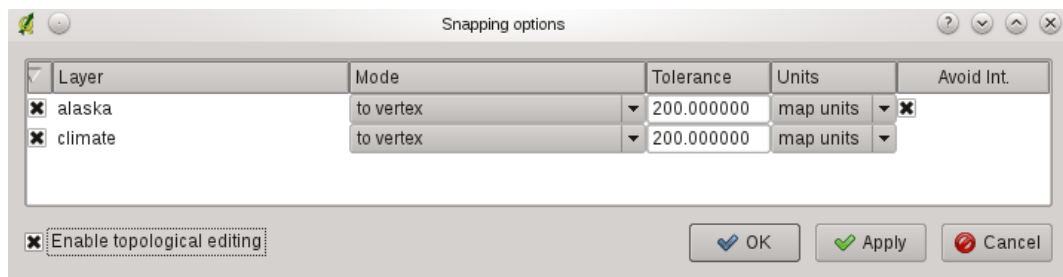 Snapping options
Layer Mode Tolerance Units Avoid Int.
alaska to vertex 200.000000 map units
climate to vertex 200.000000 map units
Enable topological editing OK Apply Cancel